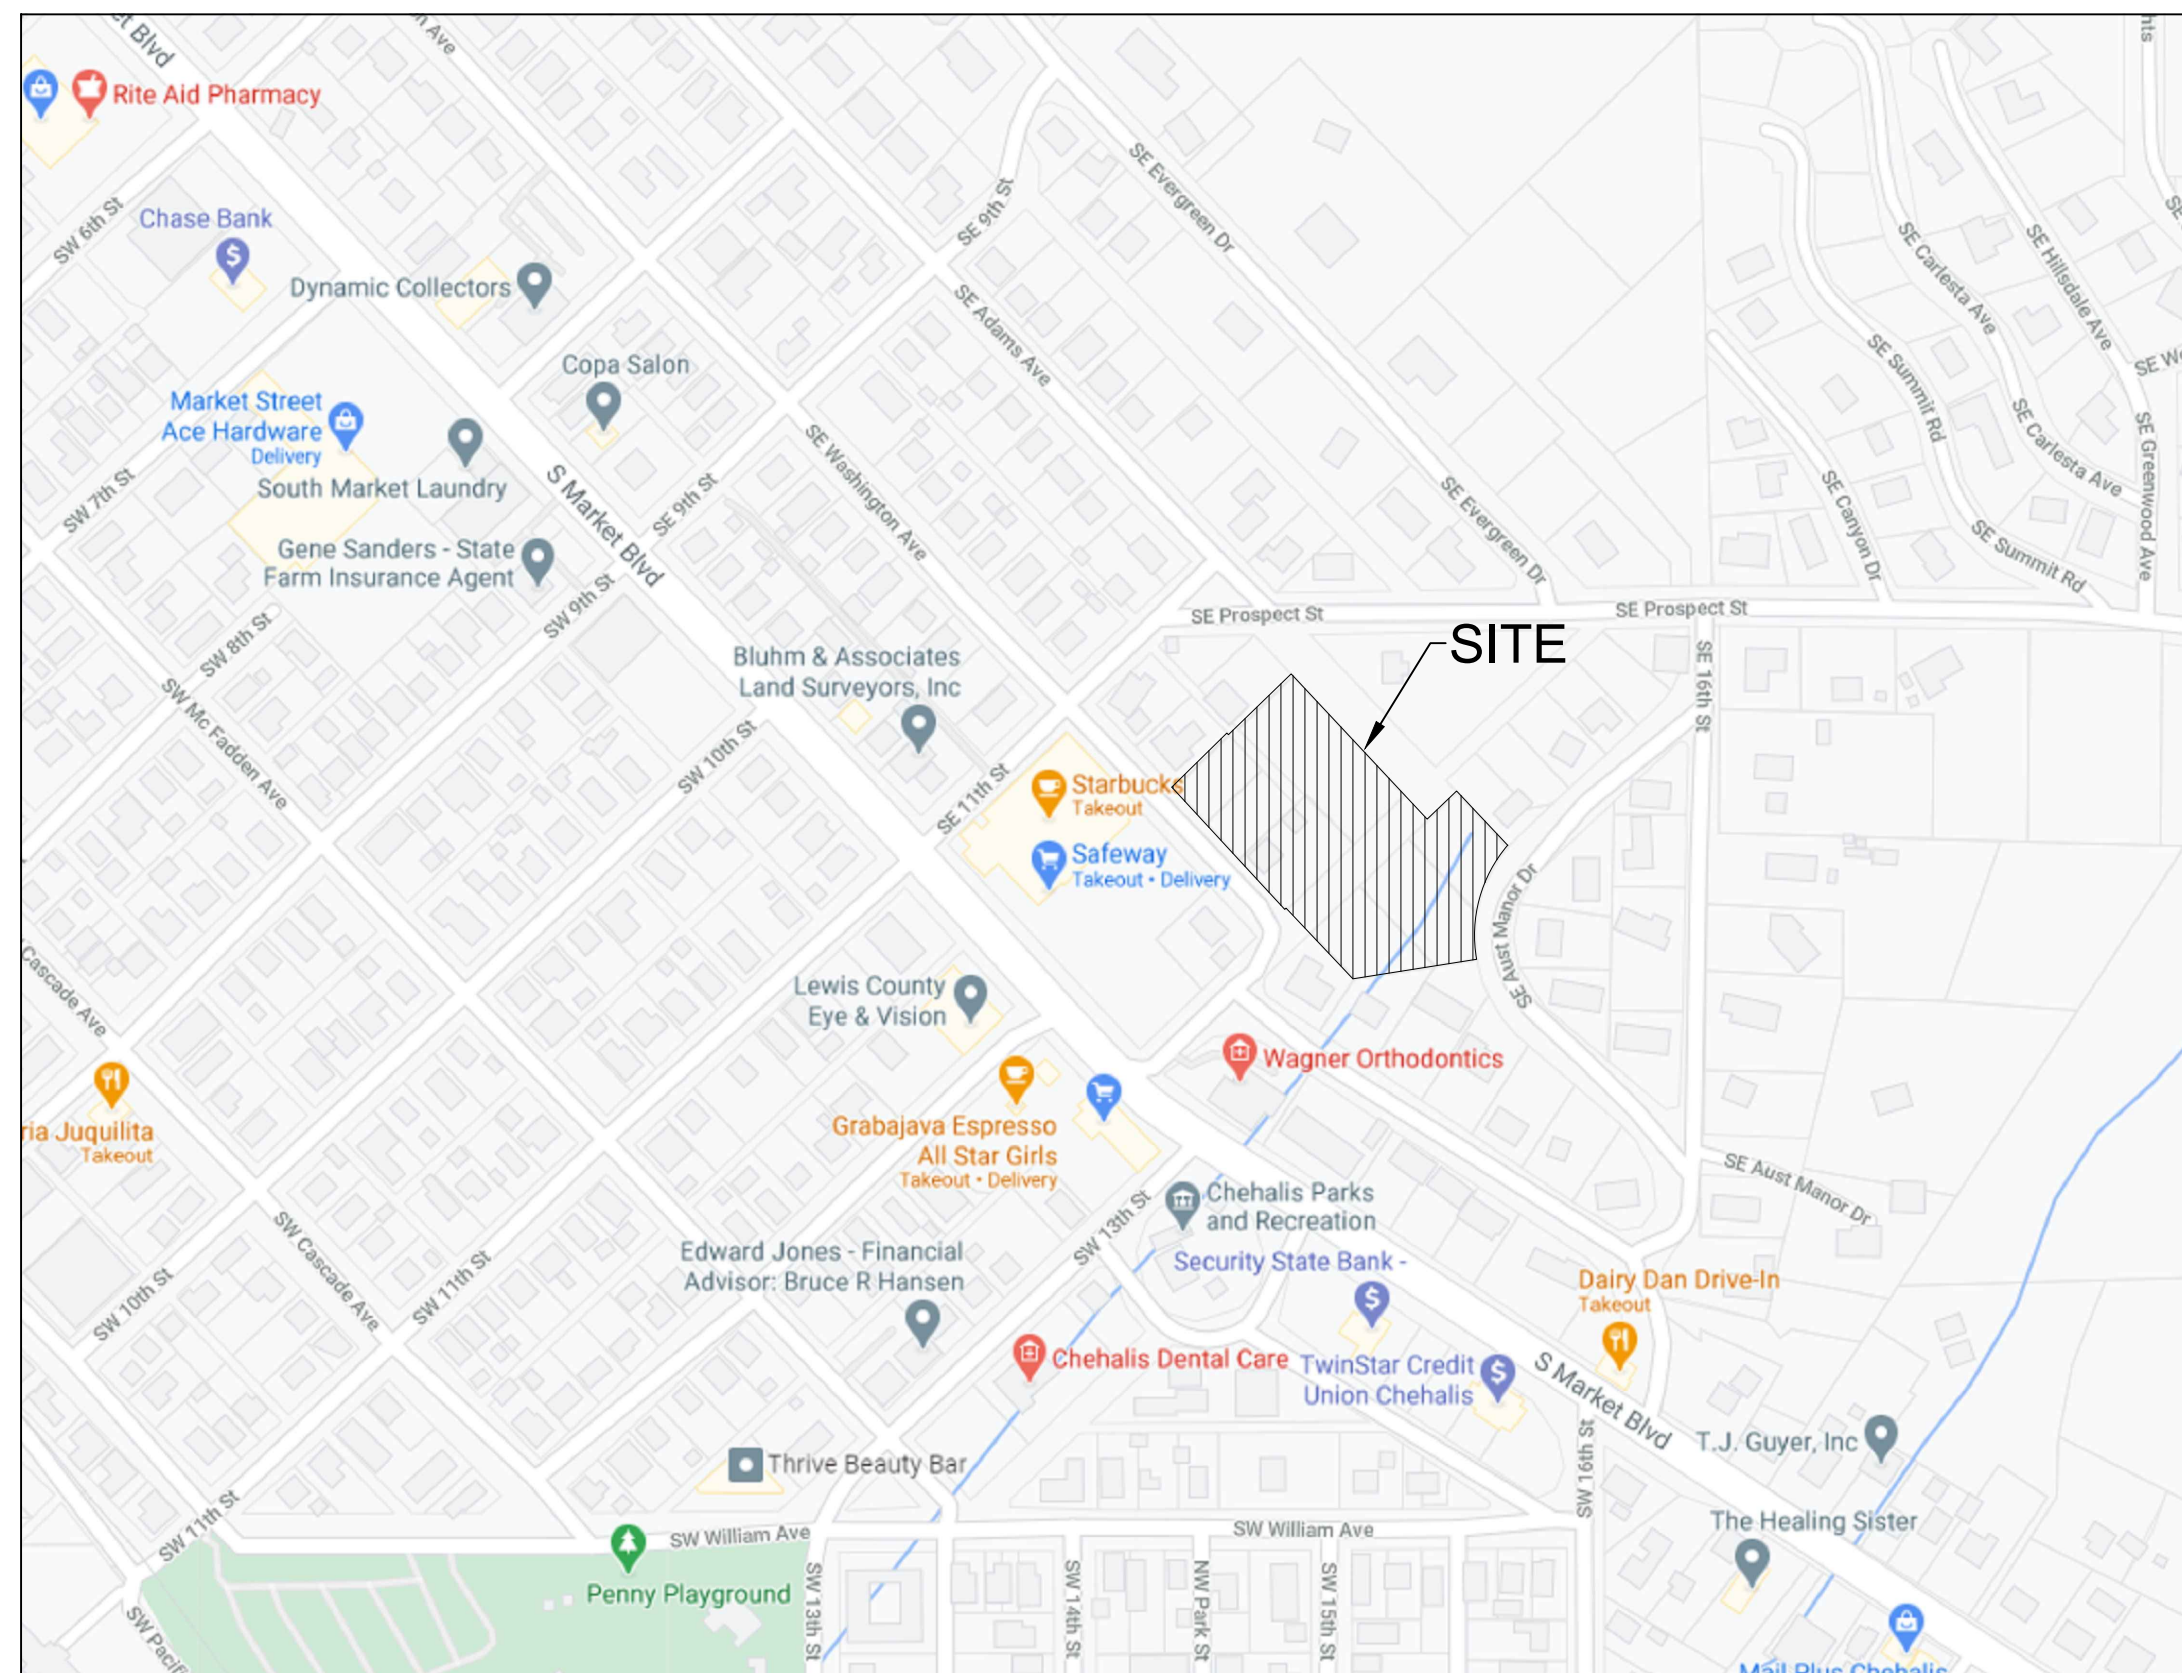 et Blvd
n Ave
hts
Rite Aid Pharmacy
SW 6th St
Chase Bank
Dynamic Collectors
SE 9th St
SE Evergreen Dr
SE Carlesta Ave
SE Hillsdale Ave
SE
SE We
SE Adams Ave
SE Summit Rd
Copa Salon
Market Street
Ace Hardware
Delivery
South Market Laundry
SW 7th St
S Market Blvd
SE 9th St
SE Washington Ave
SE Evergreen Dr
SE Canyon Dr
SE Carlesta Ave
SE Greenwood Ave
SE Summit Rd
Gene Sanders - State
Farm Insurance Agent
SW 9th St
SW 8th St
SE Prospect St
SE Prospect St
SITE
SE 16th St
Bluhm & Associates
Land Surveyors, Inc
SW Mc Fadden Ave
SW 10th St
SE 11th St
Starbucks
Takeout
Safeway
Takeout • Delivery
SE Aust Manor Dr
Cascade Ave
Lewis County
Eye & Vision
Wagner Orthodontics
ria Juquilita
Takeout
Grabajava Espresso
All Star Girls
Takeout • Delivery
SE Aust Manor Dr
SW 13th St
Chehalis Parks
and Recreation
SW Cascade Ave
SW 11th St
SW 10th St
Edward Jones - Financial
Advisor: Bruce R Hansen
Security State Bank -
Dairy Dan Drive-In
Takeout
Chehalis Dental Care
TwinStar Credit
Union Chehalis
S Market Blvd
SW 16th St
T.J. Guyer, Inc
Thrive Beauty Bar
SW 11th St
SW William Ave
SW William Ave
The Healing Sister
Penny Playground
SW 13th St
SW 14th St
NW Park St
SW 15th St
SW Pacifi
Mail Plus Chehalis